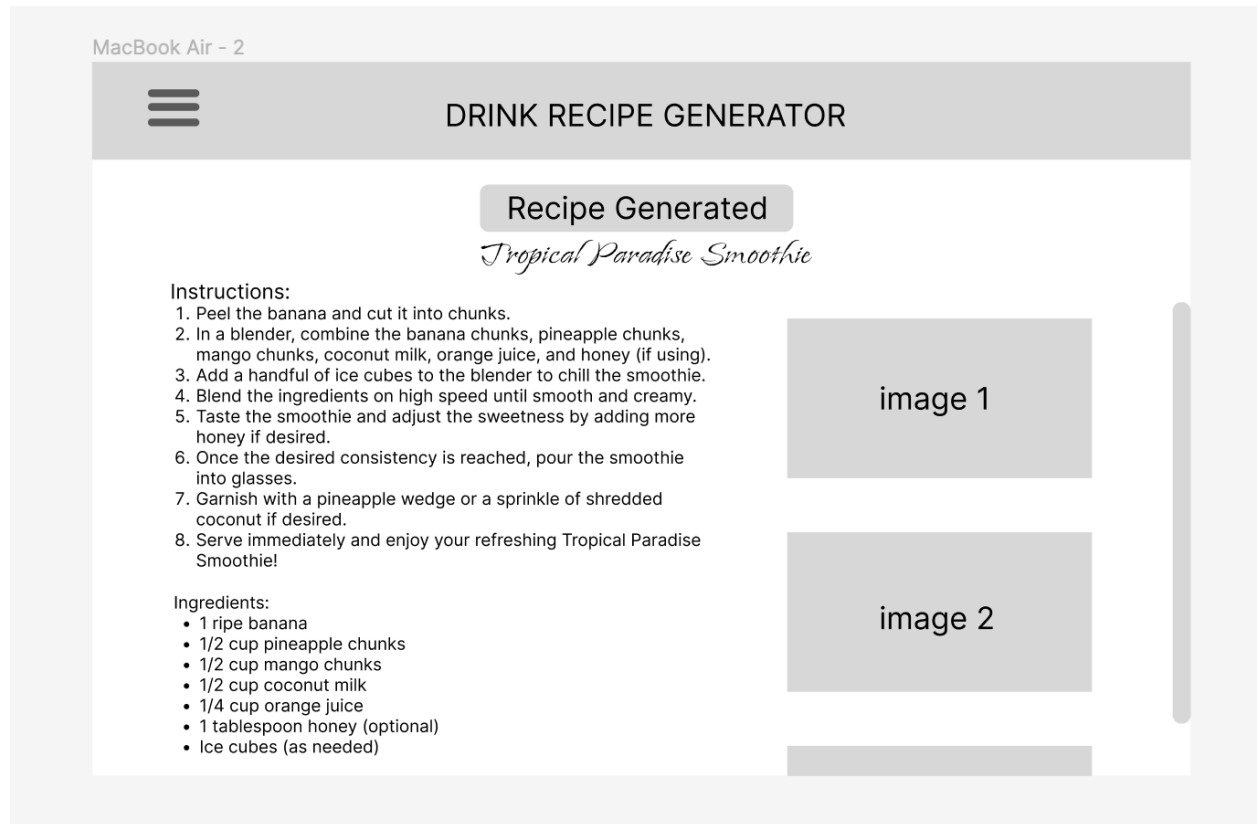 MacBook Air - 2
DRINK RECIPE GENERATOR
Recipe Generated
Tropical Paradise Smoothie
Instructions:
1. Peel the banana and cut it into chunks.
2. In a blender, combine the banana chunks, pineapple chunks,
mango chunks, coconut milk, orange juice, and honey (if using).
3. Add a handful of ice cubes to the blender to chill the smoothie.
4. Blend the ingredients on high speed until smooth and creamy.
5. Taste the smoothie and adjust the sweetness by adding more
honey if desired.
6. Once the desired consistency is reached, pour the smoothie
into glasses.
7. Garnish with a pineapple wedge or a sprinkle of shredded
coconut if desired.
8. Serve immediately and enjoy your refreshing Tropical Paradise
Smoothie!
Ingredients:
• 1 ripe banana
• 1/2 cup pineapple chunks
• 1/2 cup mango chunks
• 1/2 cup coconut milk
• 1/4 cup orange juice
• 1 tablespoon honey (optional)
• Ice cubes (as needed)
image 1
image 2